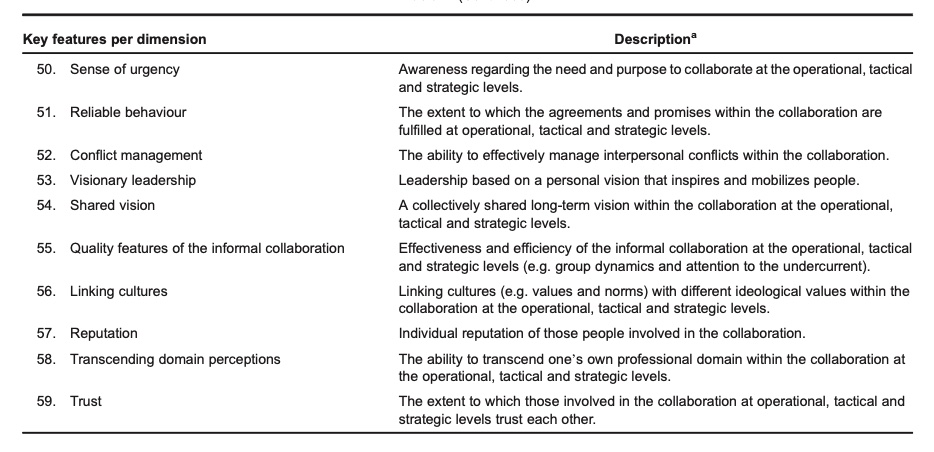 Key features per dimension Descriptionª
50. Sense of urgency Awareness regarding the need and purpose to collaborate at the operational, tactical
and strategic levels.
51. Reliable behaviour The extent to which the agreements and promises within the collaboration are
fulfilled at operational, tactical and strategic levels.
52. Conflict management The ability to effectively manage interpersonal conflicts within the collaboration.
53. Visionary leadership Leadership based on a personal vision that inspires and mobilizes people.
54. Shared vision A collectively shared long-term vision within the collaboration at the operational,
tactical and strategic levels.
55. Quality features of the informal collaboration Effectiveness and efficiency of the informal collaboration at the operational, tactical
and strategic levels (e.g. group dynamics and attention to the undercurrent).
56. Linking cultures Linking cultures (e.g. values and norms) with different ideological values within the
collaboration at the operational, tactical and strategic levels.
57. Reputation Individual reputation of those people involved in the collaboration.
58. Transcending domain perceptions The ability to transcend one's own professional domain within the collaboration at
the operational, tactical and strategic levels.
59. Trust The extent to which those involved in the collaboration at operational, tactical and
strategic levels trust each other.